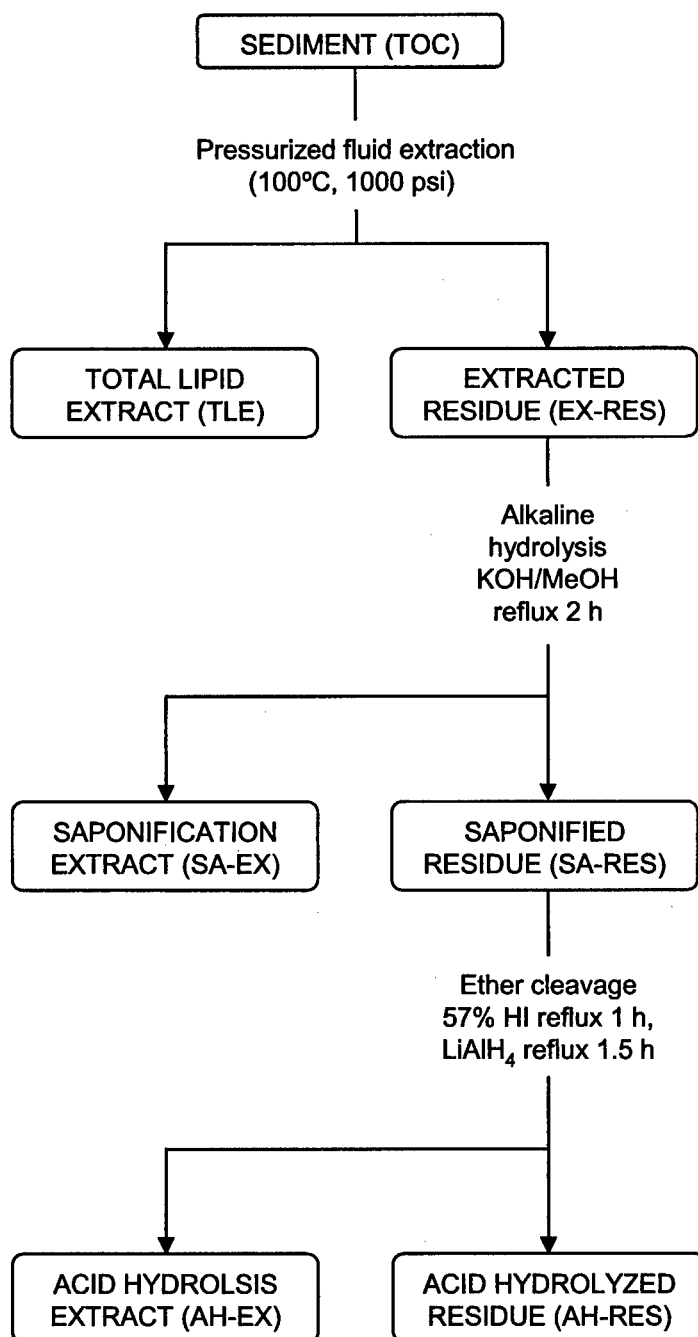 SEDIMENT (TOC)
Pressurized fluid extraction
(100ºC, 1000 psi)
TOTAL LIPID
EXTRACT (TLE)
EXTRACTED
RESIDUE (EX-RES)
Alkaline
hydrolysis
KOH/MeOH
reflux 2 h
SAPONIFICATION
EXTRACT (SA-EX)
SAPONIFIED
RESIDUE (SA-RES)
Ether cleavage
57% HI reflux 1 h,
LiAlH₄ reflux 1.5 h
ACID HYDROLSIS
EXTRACT (AH-EX)
ACID HYDROLYZED
RESIDUE (AH-RES)